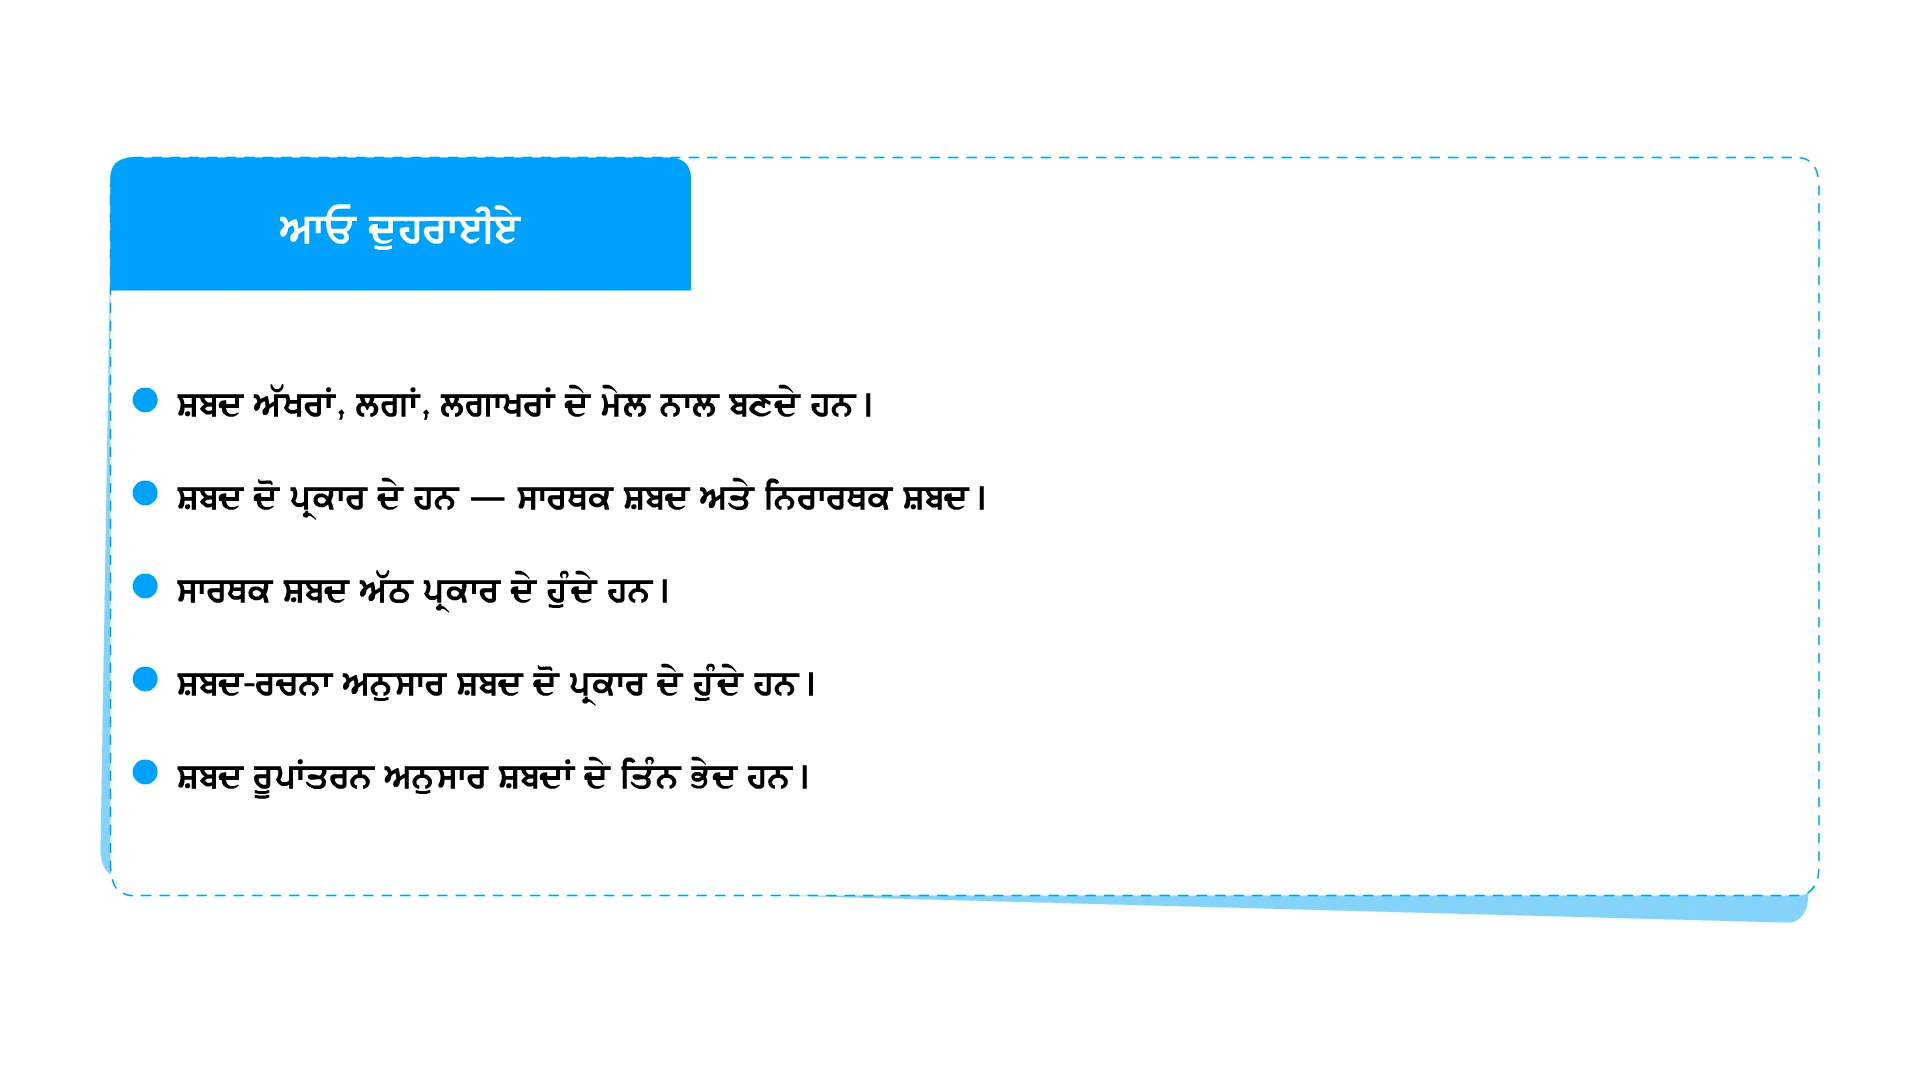 ਆਓ ਦੁਹਰਾਈਏ
ਸ਼ਬਦ ਅੱਖਰਾਂ, ਲਗਾਂ, ਲਗਾਖਰਾਂ ਦੇ ਮੇਲ ਨਾਲ ਬਣਦੇ ਹਨ।
ਸ਼ਬਦ ਦੋ ਪ੍ਰਕਾਰ ਦੇ ਹਨ — ਸਾਰਥਕ ਸ਼ਬਦ ਅਤੇ ਨਿਰਾਰਥਕ ਸ਼ਬਦ।
ਸਾਰਥਕ ਸ਼ਬਦ ਅੱਠ ਪ੍ਰਕਾਰ ਦੇ ਹੁੰਦੇ ਹਨ।
ਸ਼ਬਦ-ਰਚਨਾ ਅਨੁਸਾਰ ਸ਼ਬਦ ਦੋ ਪ੍ਰਕਾਰ ਦੇ ਹੁੰਦੇ ਹਨ।
ਸ਼ਬਦ ਰੂਪਾਂਤਰਨ ਅਨੁਸਾਰ ਸ਼ਬਦਾਂ ਦੇ ਤਿੰਨ ਭੇਦ ਹਨ।